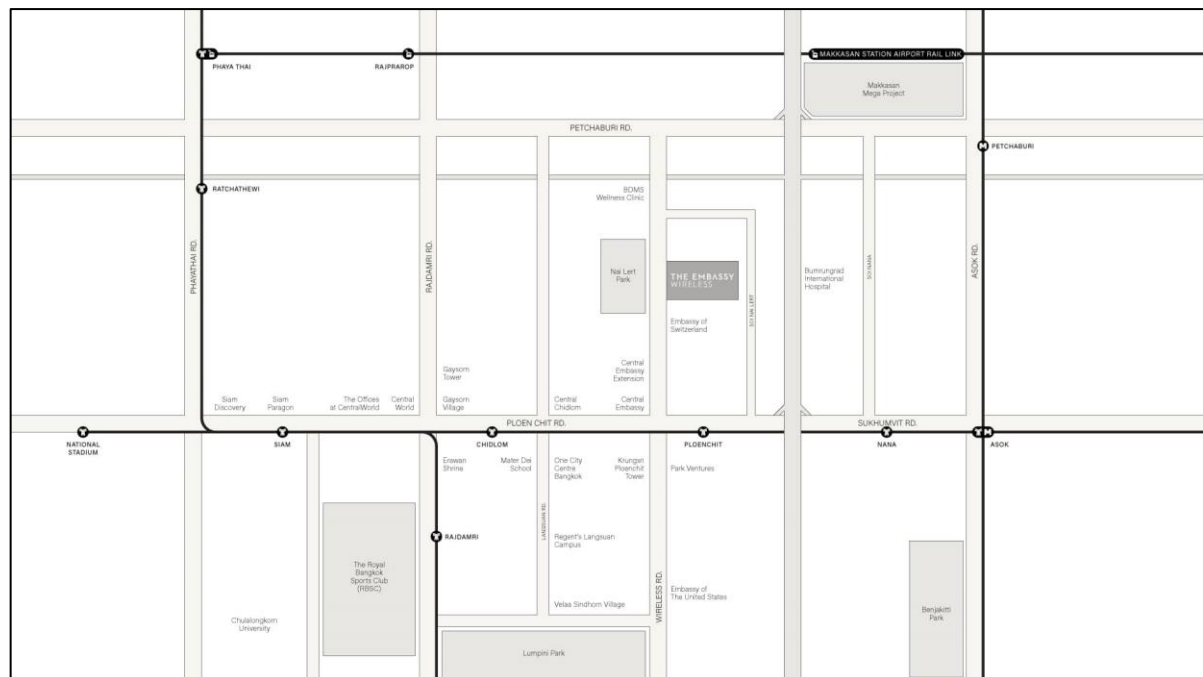 MAKKASAN STATION AIRPORT RAIL LINK
PHAYA THAI
RAJPRAROP
Makkasan
Mega Project
PETCHABURI RD.
PETCHABURI
RATCHATHEWI
BDMS
Wellness Clinic
PHAYATHAI RD.
RAJDAMRI RD.
Nai Lert
Park
THE EMBASSY
WIRELESS
SOI NAI LERT
Bumrungrad
International
Hospital
SOI NANA
ASOK RD.
Embassy of
Switzerland
Gaysorn
Tower
Central
Embassy
Extension
Siam
Discovery
Siam
Paragon
The Offices
at CentralWorld
Central
World
Gaysorn
Village
Central
Chidlom
Central
Embassy
PLOEN CHIT RD.
SUKHUMVIT RD.
NATIONAL
STADIUM
SIAM
CHIDLOM
PLOENCHIT
NANA
ASOK
Erawan
Shrine
Mater Dei
School
One City
Centre
Bangkok
Krungsri
Ploenchit
Tower
Park Ventures
LANGSUAN RD.
RAJDAMRI
Regent's Langsuan
Campus
The Royal
Bangkok
Sports Club
(RBSC)
WIRELESS RD.
Embassy of
The United States
Velaa Sindhorn Village
Chulalongkorn
University
Benjakitti
Park
Lumpini Park